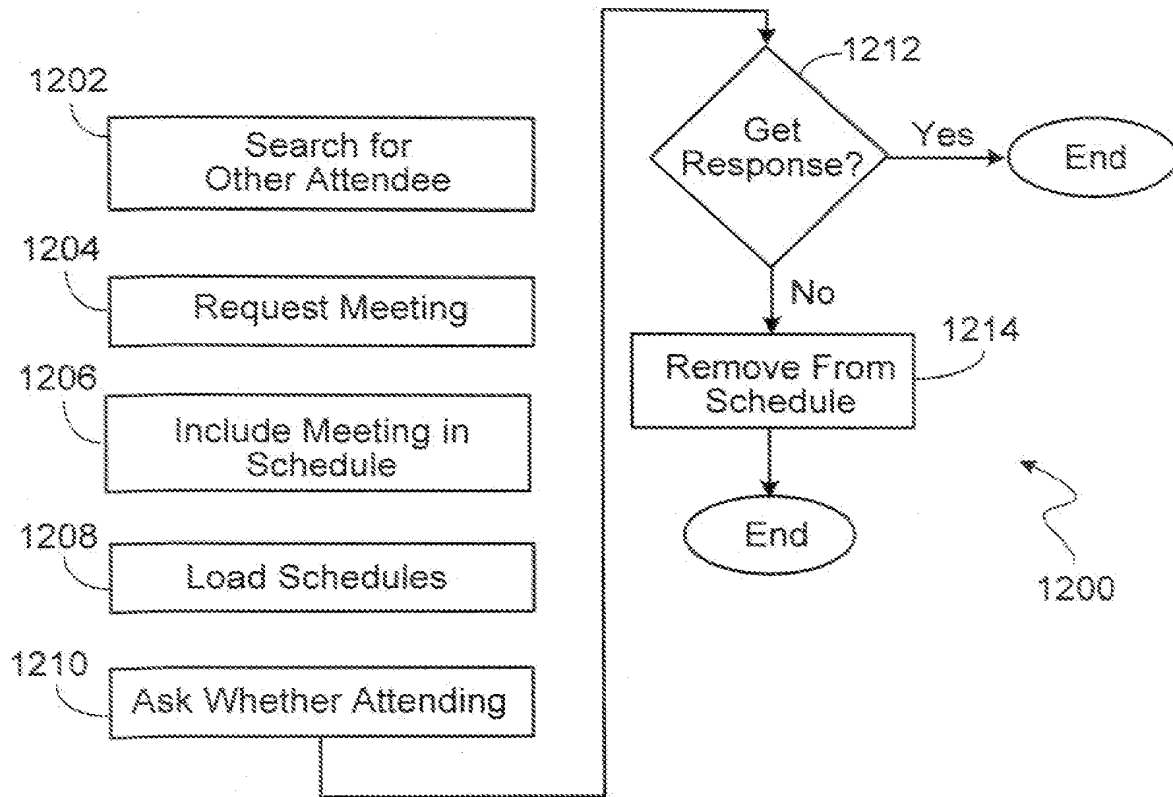 1202
Search for
Other Attendee
1204
Request Meeting
1206
Include Meeting in
Schedule
1208
Load Schedules
1210
Ask Whether Attending
1212
Get
Response?
Yes
End
No
1214
Remove From
Schedule
End
1200